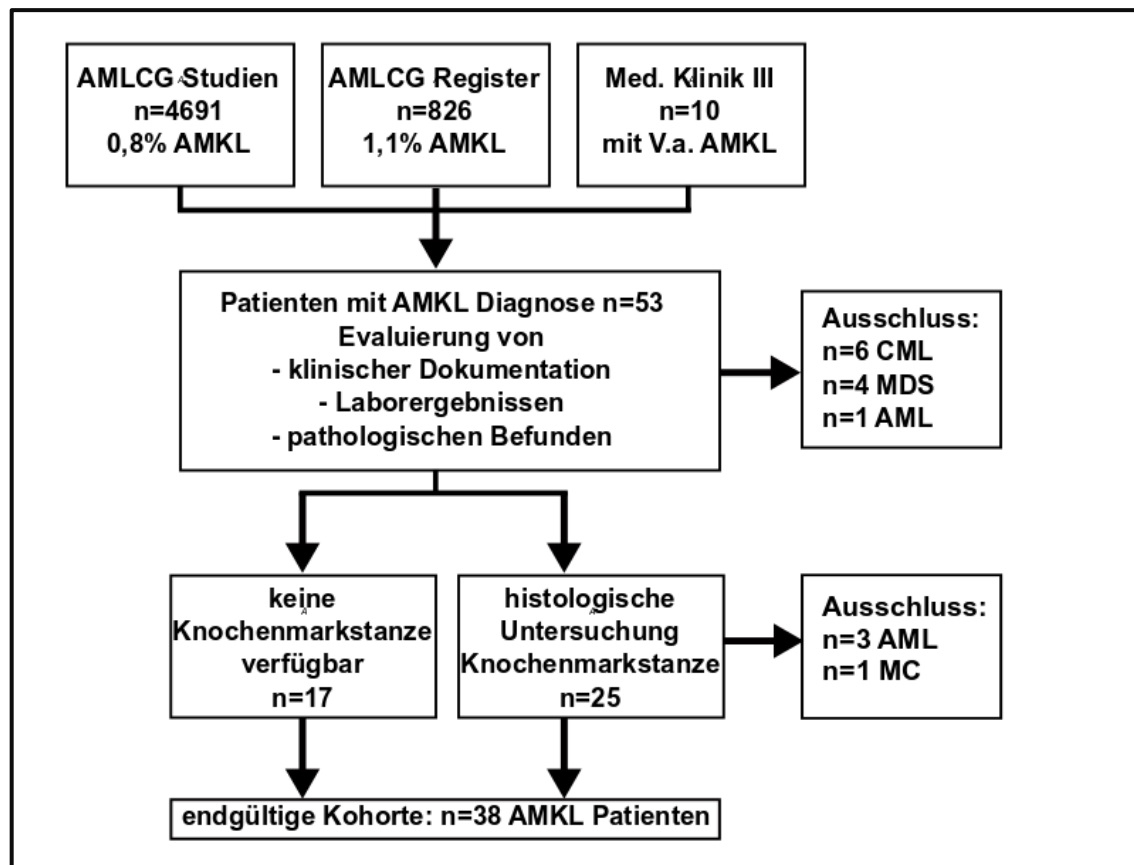 AMLCG Studien
n=4691
0,8% AMKL
AMLCG Register
n=826
1,1% AMKL
Med. Klinik III
n=10
mit V.a. AMKL
Patienten mit AMKL Diagnose n=53
Evaluierung von
- klinischer Dokumentation
- Laborergebnissen
- pathologischen Befunden
Ausschluss:
n=6 CML
n=4 MDS
n=1 AML
keine
Knochenmarkstanze
verfügbar
n=17
histologische
Untersuchung
Knochenmarkstanze
n=25
Ausschluss:
n=3 AML
n=1 MC
endgültige Kohorte: n=38 AMKL Patienten